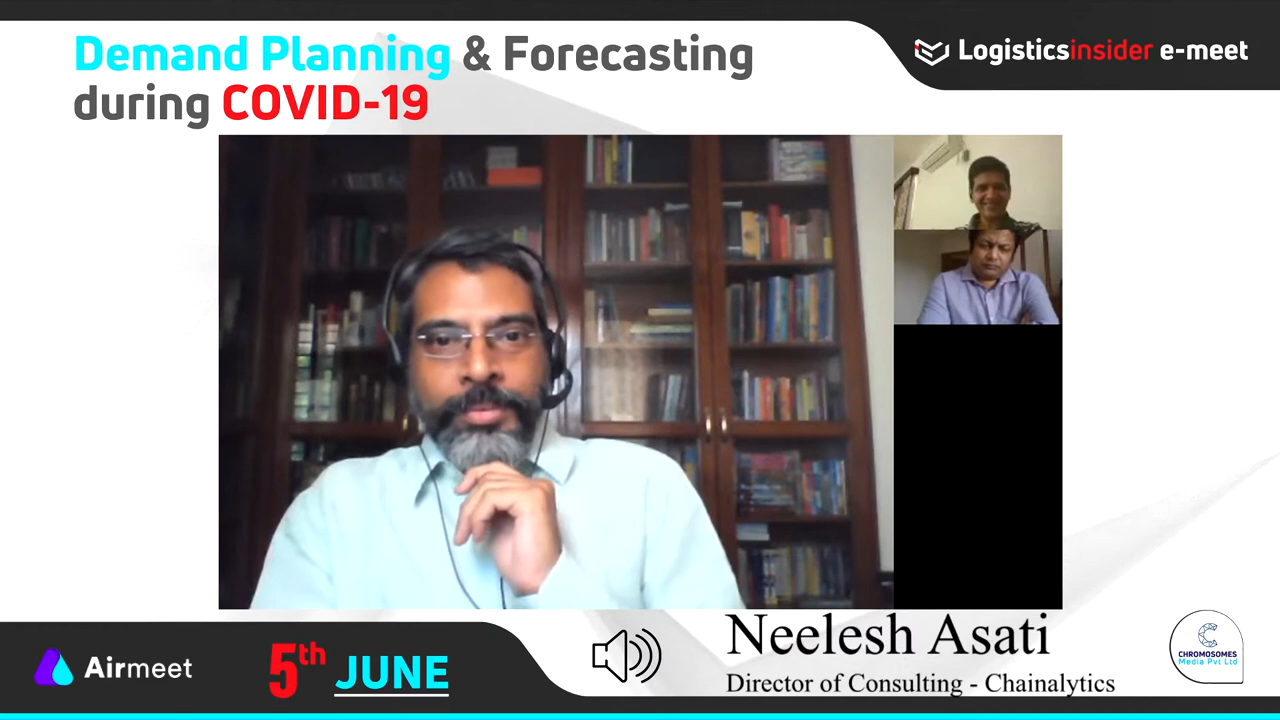 Demand Planning & Forecasting
during COVID-19
Logisticsinsider e-meet
Airmeet
5th JUNE
Neelesh Asati
Director of Consulting - Chainalytics
CHROMOSOMES
Media Pvt Ltd